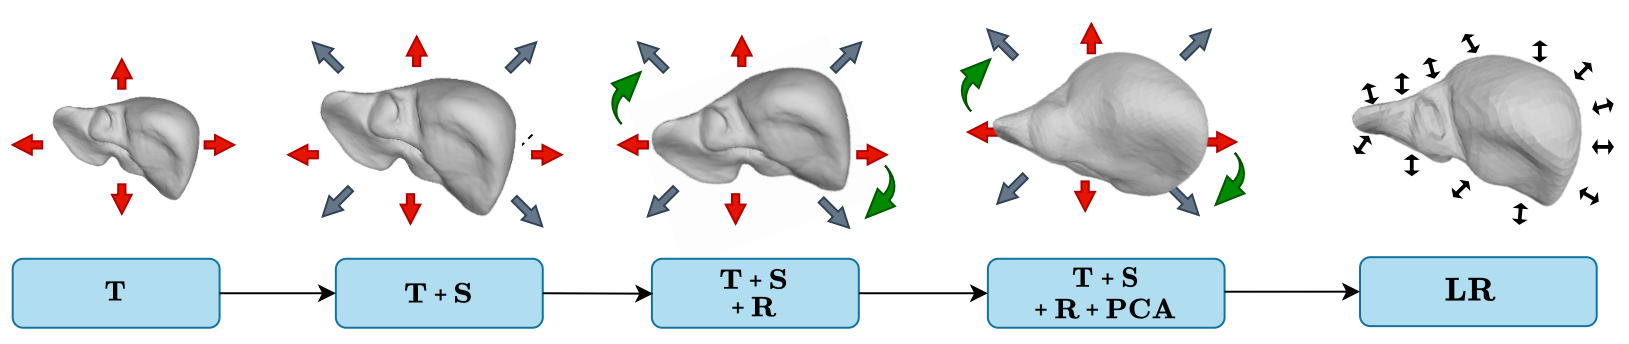 T
T + S
T + S
+ R
T + S
+ R + PCA
LR